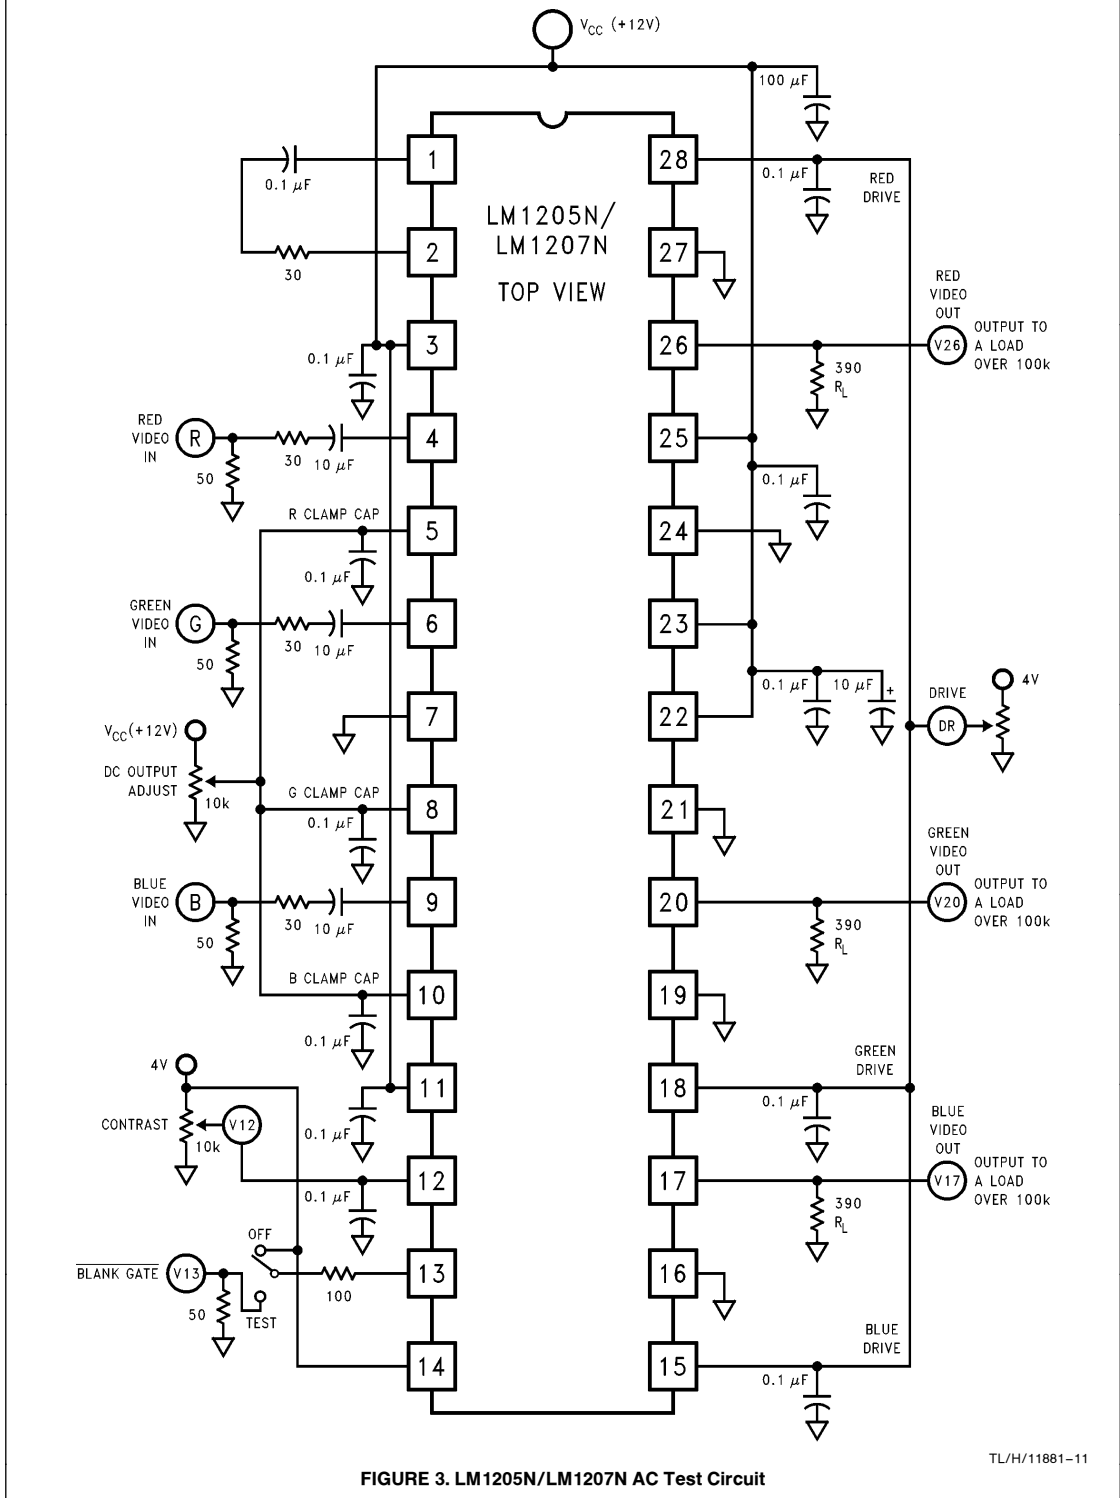 V_CC (+12V)
100 µF
1
28
0.1 µF
0.1 µF
RED
DRIVE
LM1205N/
LM1207N
TOP VIEW
2
27
30
RED
VIDEO
OUT
3
26
V26
OUTPUT TO
A LOAD
OVER 100k
0.1 µF
390
R_L
RED
VIDEO
IN
R
30
10 µF
50
4
25
0.1 µF
R CLAMP CAP
5
24
0.1 µF
GREEN
VIDEO
IN
G
30
10 µF
50
6
23
0.1 µF
10 µF
+
DRIVE
DR
4V
7
22
V_CC(+12V)
DC OUTPUT
ADJUST
10k
G CLAMP CAP
8
21
0.1 µF
GREEN
VIDEO
OUT
BLUE
VIDEO
IN
B
30
10 µF
50
9
20
V20
OUTPUT TO
A LOAD
OVER 100k
390
R_L
B CLAMP CAP
10
19
0.1 µF
4V
GREEN
DRIVE
11
18
0.1 µF
0.1 µF
CONTRAST
10k
V12
BLUE
VIDEO
OUT
12
17
V17
OUTPUT TO
A LOAD
OVER 100k
0.1 µF
390
R_L
OFF
BLANK GATE
V13
13
16
100
50
TEST
BLUE
DRIVE
14
15
0.1 µF
TL/H/11881–11
FIGURE 3. LM1205N/LM1207N AC Test Circuit